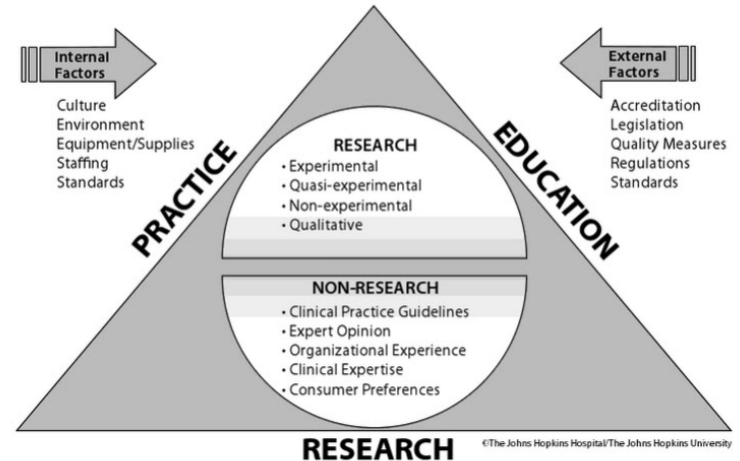 Internal
Factors
Culture
Environment
Equipment/Supplies
Staffing
Standards
External
Factors
Accreditation
Legislation
Quality Measures
Regulations
Standards
PRACTICE
EDUCATION
RESEARCH
• Experimental
• Quasi-experimental
• Non-experimental
• Qualitative
NON-RESEARCH
• Clinical Practice Guidelines
• Expert Opinion
• Organizational Experience
• Clinical Expertise
• Consumer Preferences
RESEARCH
©The Johns Hopkins Hospital/The Johns Hopkins University